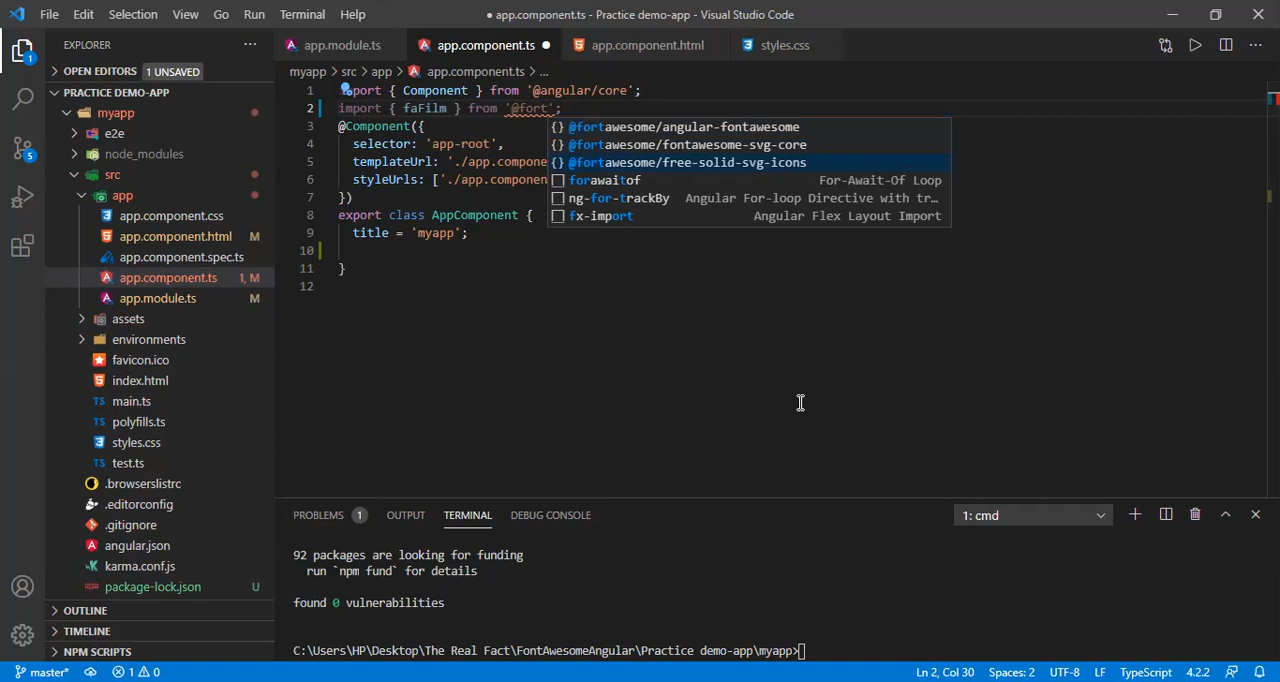 File Edit Selection View Go Run Terminal Help
● app.component.ts - Practice demo-app - Visual Studio Code
EXPLORER
app.module.ts
app.component.ts
app.component.html
styles.css
OPEN EDITORS 1 UNSAVED
myapp > src > app > app.component.ts > ...
PRACTICE DEMO-APP
myapp
e2e
node_modules
src
app
app.component.css
app.component.html M
app.component.spec.ts
app.component.ts 1, M
app.module.ts M
assets
environments
favicon.ico
index.html
main.ts
polyfills.ts
styles.css
test.ts
.browserslistrc
.editorconfig
.gitignore
angular.json
karma.conf.js
package-lock.json U
OUTLINE
TIMELINE
NPM SCRIPTS
1 port { Component } from '@angular/core';
2 import { faFilm } from '@fort';
3 @Component({
4 selector: 'app-root',
5 templateUrl: './app.compone
6 styleUrls: ['./app.componen
7 })
8 export class AppComponent {
9 title = 'myapp';
10
11 }
12
{} @fortawesome/angular-fontawesome
{} @fortawesome/fontawesome-svg-core
{} @fortawesome/free-solid-svg-icons
forawaitof For-Await-Of Loop
ng-for-trackBy Angular For-loop Directive with tr…
fx-import Angular Flex Layout Import
PROBLEMS 1 OUTPUT TERMINAL DEBUG CONSOLE
1: cmd
92 packages are looking for funding
run `npm fund` for details
found 0 vulnerabilities
C:\Users\HP\Desktop\The Real Fact\FontAwesomeAngular\Practice demo-app\myapp>
1
5
master* 1 0
Ln 2, Col 30 Spaces: 2 UTF-8 LF TypeScript 4.2.2